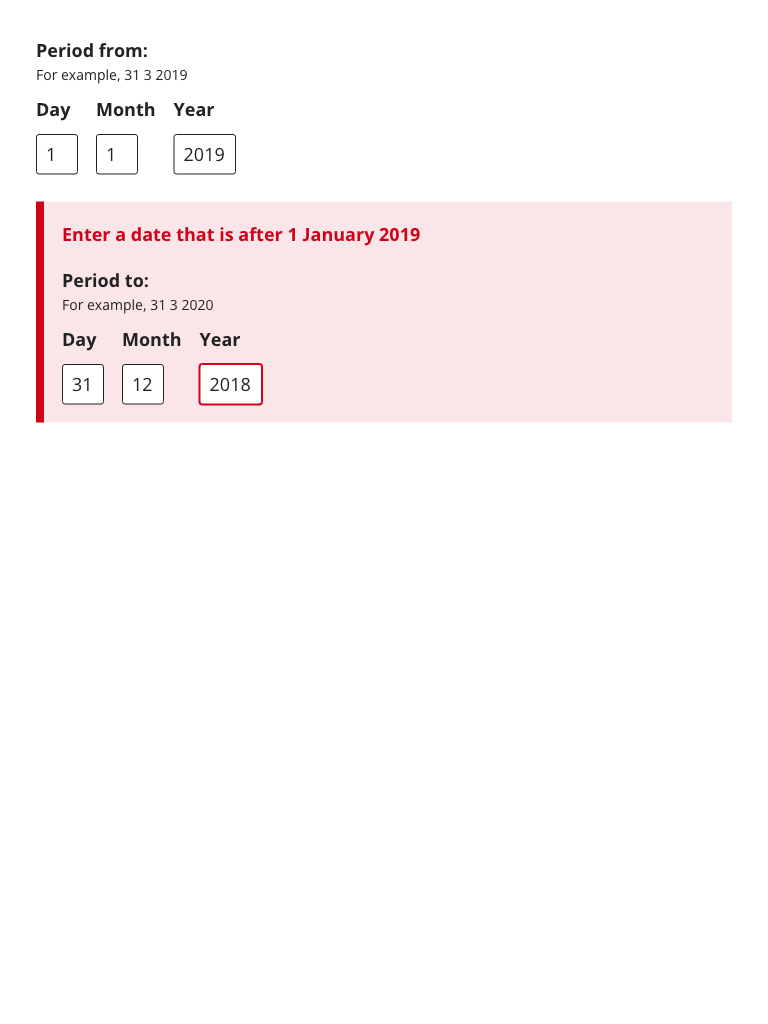 Period from:
For example, 31 3 2019
Day Month Year
1 1 2019
Enter a date that is after 1 January 2019
Period to:
For example, 31 3 2020
Day Month Year
31 12 2018